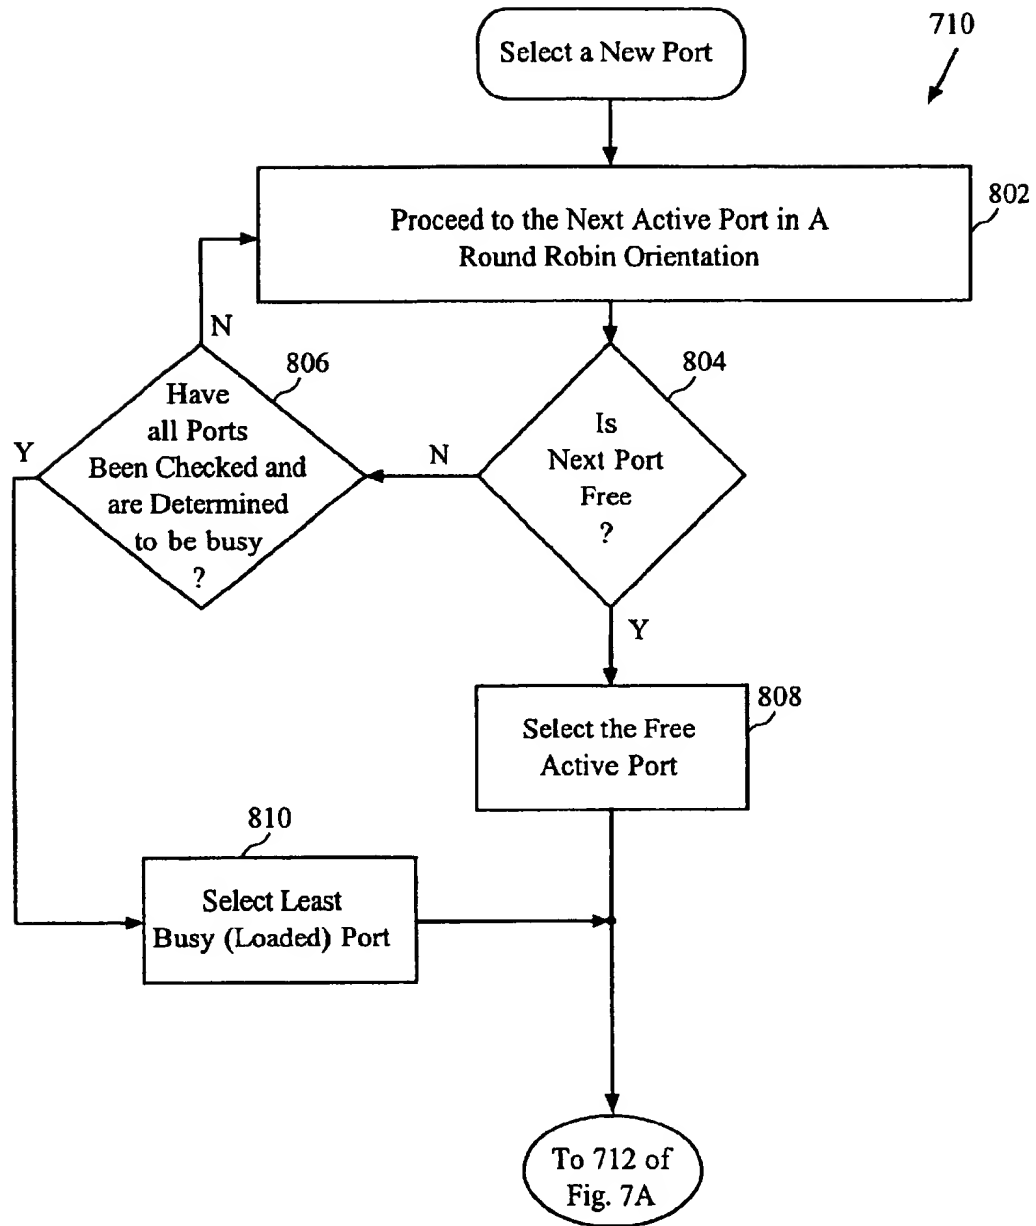 710
Select a New Port
802
Proceed to the Next Active Port in A
Round Robin Orientation
N
806
Have
all Ports
Been Checked and
are Determined
to be busy
?
Y
N
804
Is
Next Port
Free
?
Y
808
Select the Free
Active Port
810
Select Least
Busy (Loaded) Port
To 712 of
Fig. 7A